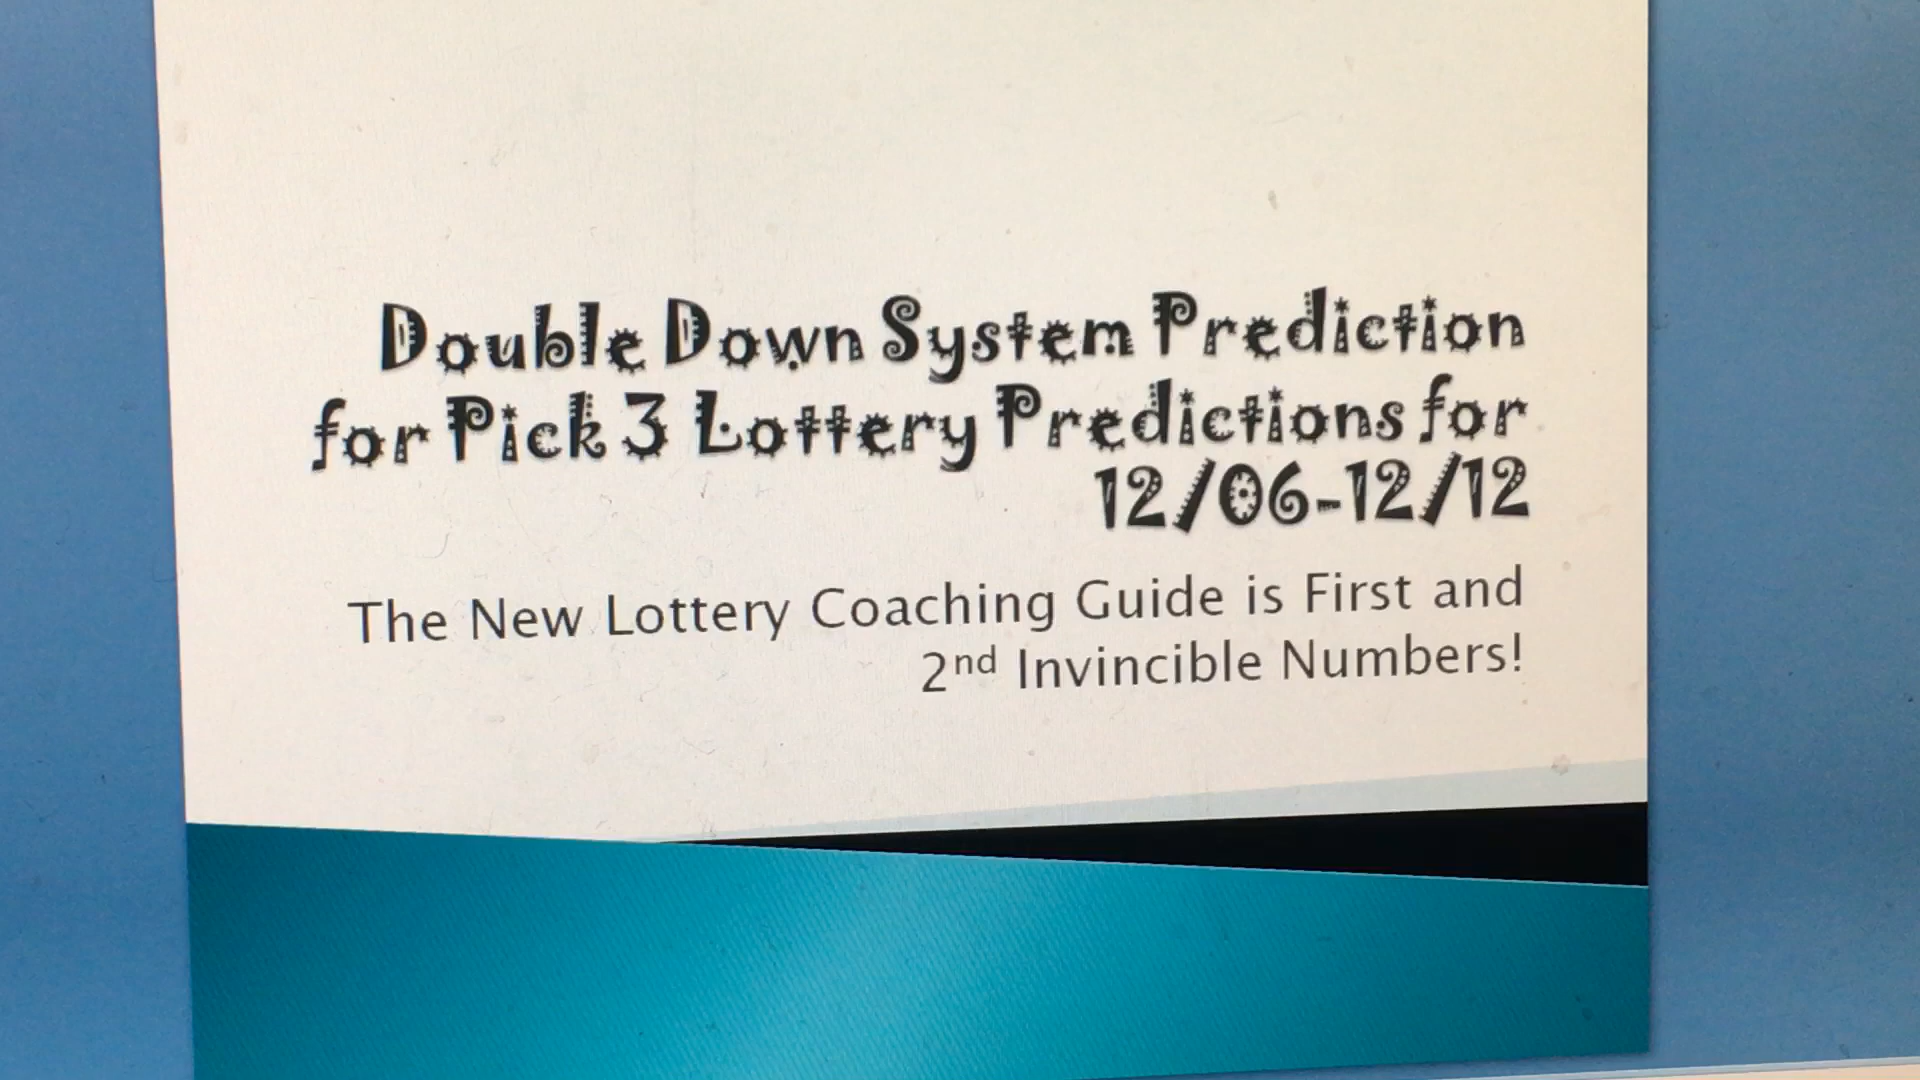 Double Down System Prediction
for Pick 3 Lottery Predictions for
12/06-12/12
The New Lottery Coaching Guide is First and
2nd Invincible Numbers!